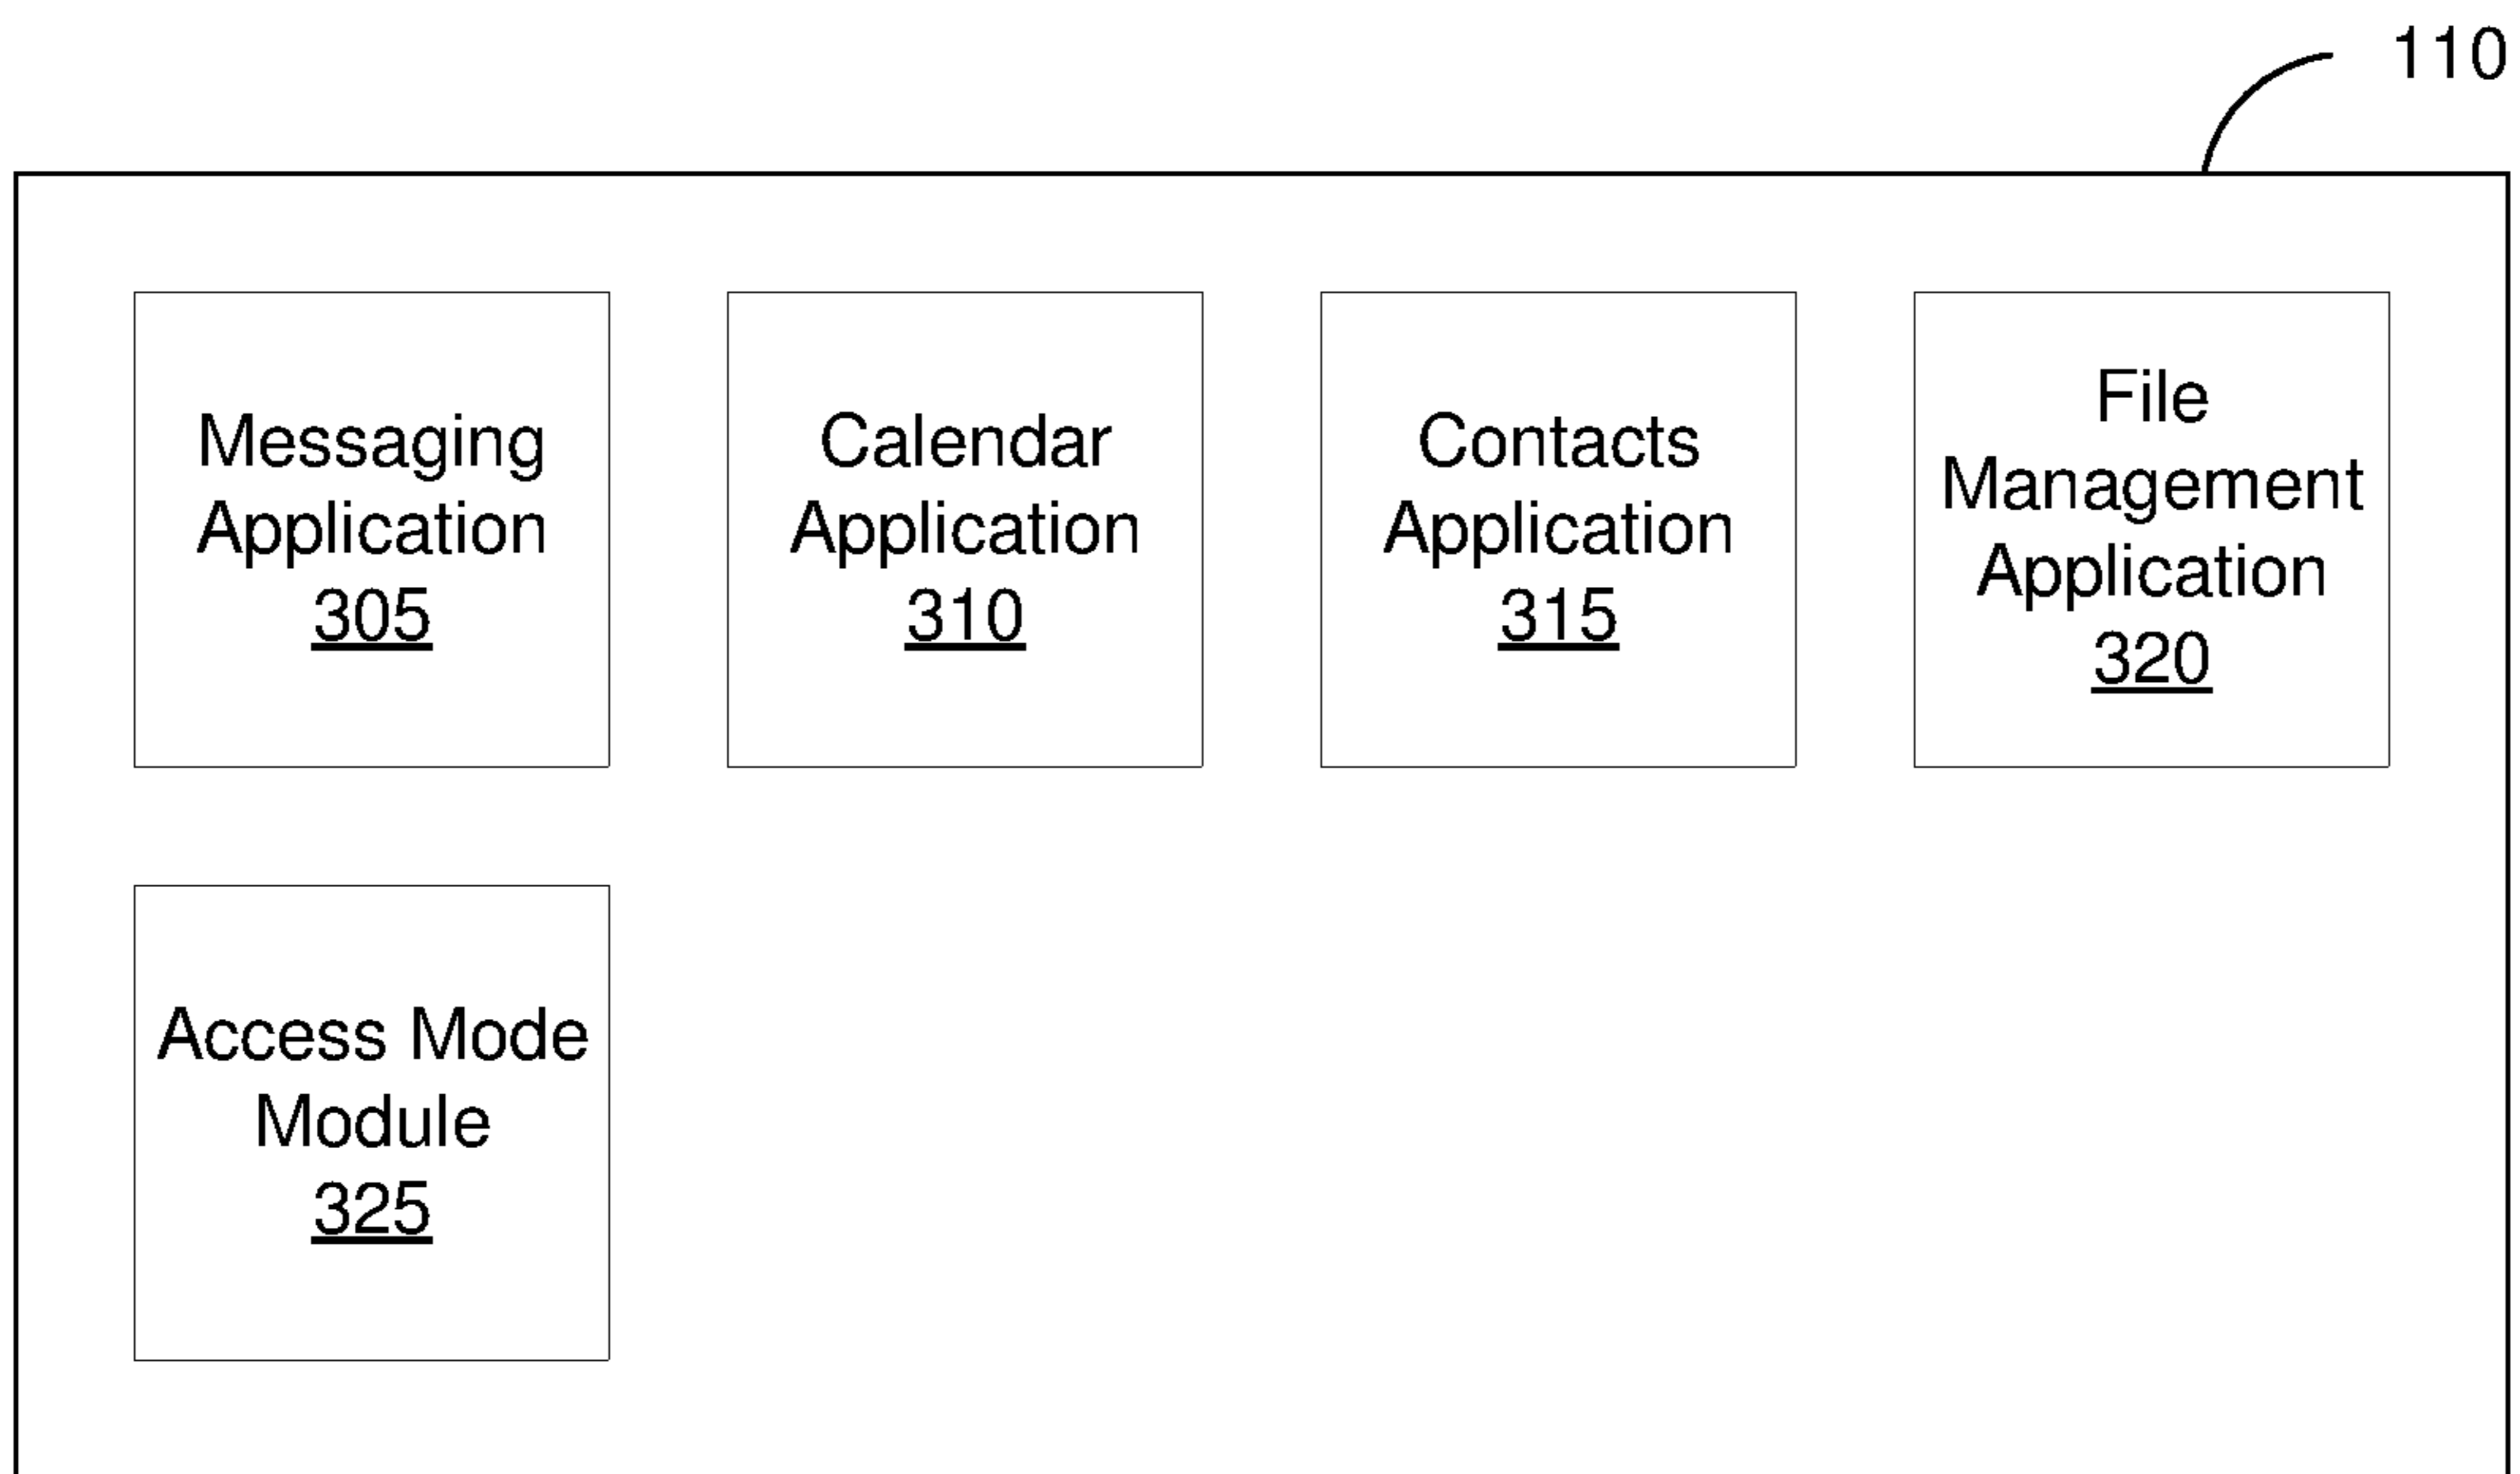 110
Messaging
Application
305
Calendar
Application
310
Contacts
Application
315
File
Management
Application
320
Access Mode
Module
325